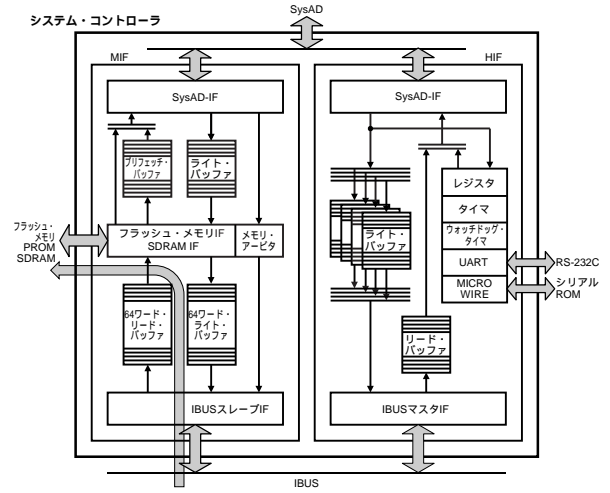 システム・コントローラ
SysAD
MIF
HIF
SysAD-IF
SysAD-IF
プリフェッチ・
バッファ
ライト・
バッファ
レジスタ
タイマ
ウォッチドッグ・
タイマ
UART
MICRO
WIRE
ライト・
バッファ
フラッシュ・
メモリ
PROM
SDRAM
フラッシュ・メモリIF
SDRAM IF
メモリ・
アービタ
RS-232C
シリアル
ROM
64ワード・
リード・
バッファ
64ワード・
ライト・
バッファ
リード・
バッファ
IBUSスレーブIF
IBUSマスタIF
IBUS